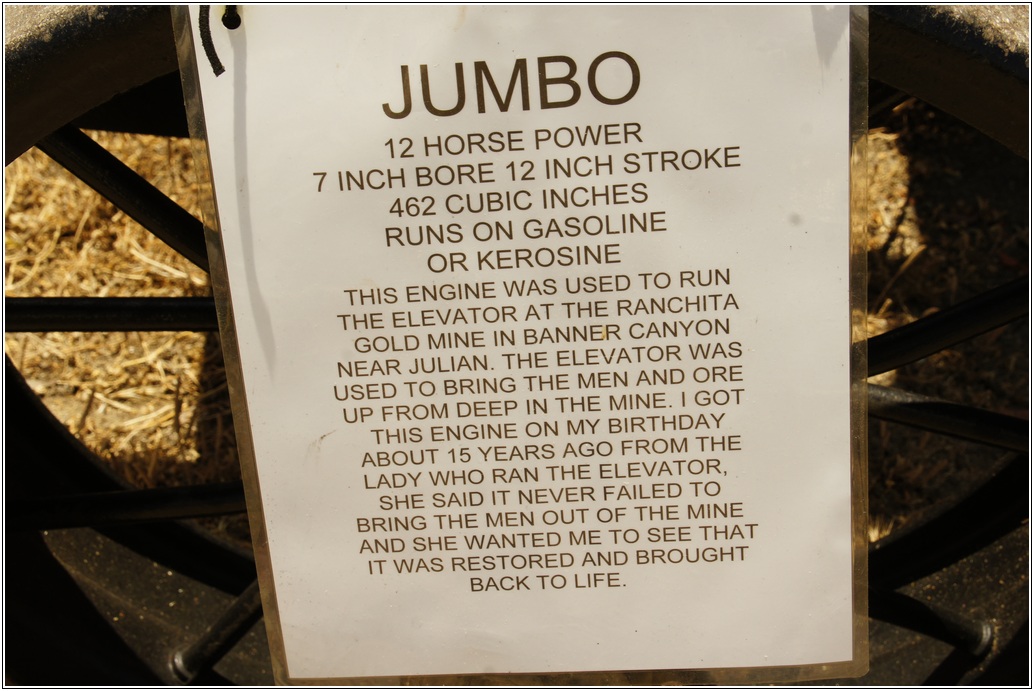 JUMBO
12 HORSE POWER
7 INCH BORE 12 INCH STROKE
462 CUBIC INCHES
RUNS ON GASOLINE
OR KEROSINE
THIS ENGINE WAS USED TO RUN
THE ELEVATOR AT THE RANCHITA
GOLD MINE IN BANNER CANYON
NEAR JULIAN. THE ELEVATOR WAS
USED TO BRING THE MEN AND ORE
UP FROM DEEP IN THE MINE. I GOT
THIS ENGINE ON MY BIRTHDAY
ABOUT 15 YEARS AGO FROM THE
LADY WHO RAN THE ELEVATOR,
SHE SAID IT NEVER FAILED TO
BRING THE MEN OUT OF THE MINE
AND SHE WANTED ME TO SEE THAT
IT WAS RESTORED AND BROUGHT
BACK TO LIFE.